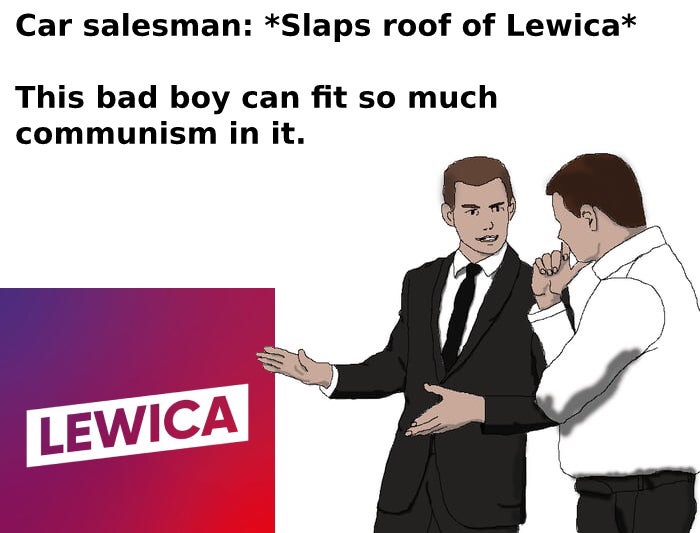 Car salesman: *Slaps roof of Lewica*
This bad boy can fit so much
communism in it.
LEWICA